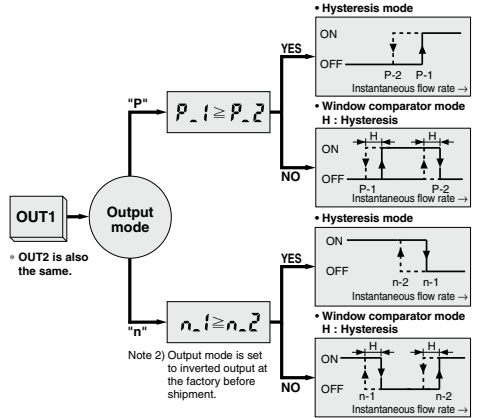 • Hysteresis mode
ON
OFF
P-2 P-1
Instantaneous flow rate →
YES
"P"
P_1 ≧ P_2
• Window comparator mode
H : Hysteresis
H H
ON
OFF
P-1 P-2
Instantaneous flow rate →
NO
OUT1
Output
mode
* OUT2 is also
the same.
• Hysteresis mode
ON
OFF
n-2 n-1
Instantaneous flow rate →
YES
"n"
n_1 ≧ n_2
Note 2) Output mode is set
to inverted output at
the factory before
shipment.
• Window comparator mode
H : Hysteresis
H H
ON
OFF
n-1 n-2
Instantaneous flow rate →
NO